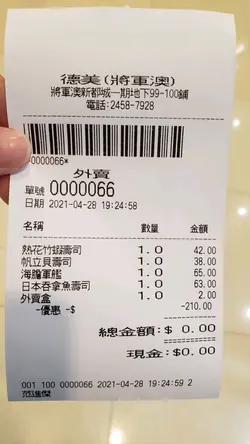 德美(將軍澳)
將軍澳新都城一期地下99-100舖
電話:2458-7928
0000066*
外賣
單號 0000066
日期 2021-04-28 19:24:58
名稱 數量 金額
熟花竹蝦壽司 1.0 42.00
帆立貝壽司 1.0 38.00
海膽軍艦 1.0 65.00
日本吞拿魚壽司 1.0 63.00
外賣盒 1.0 2.00
-優惠 -$ -210.00
總金額:$ 0.00
現金:$0.00
001 100 0000066 2021-04-28 19:24:59 2